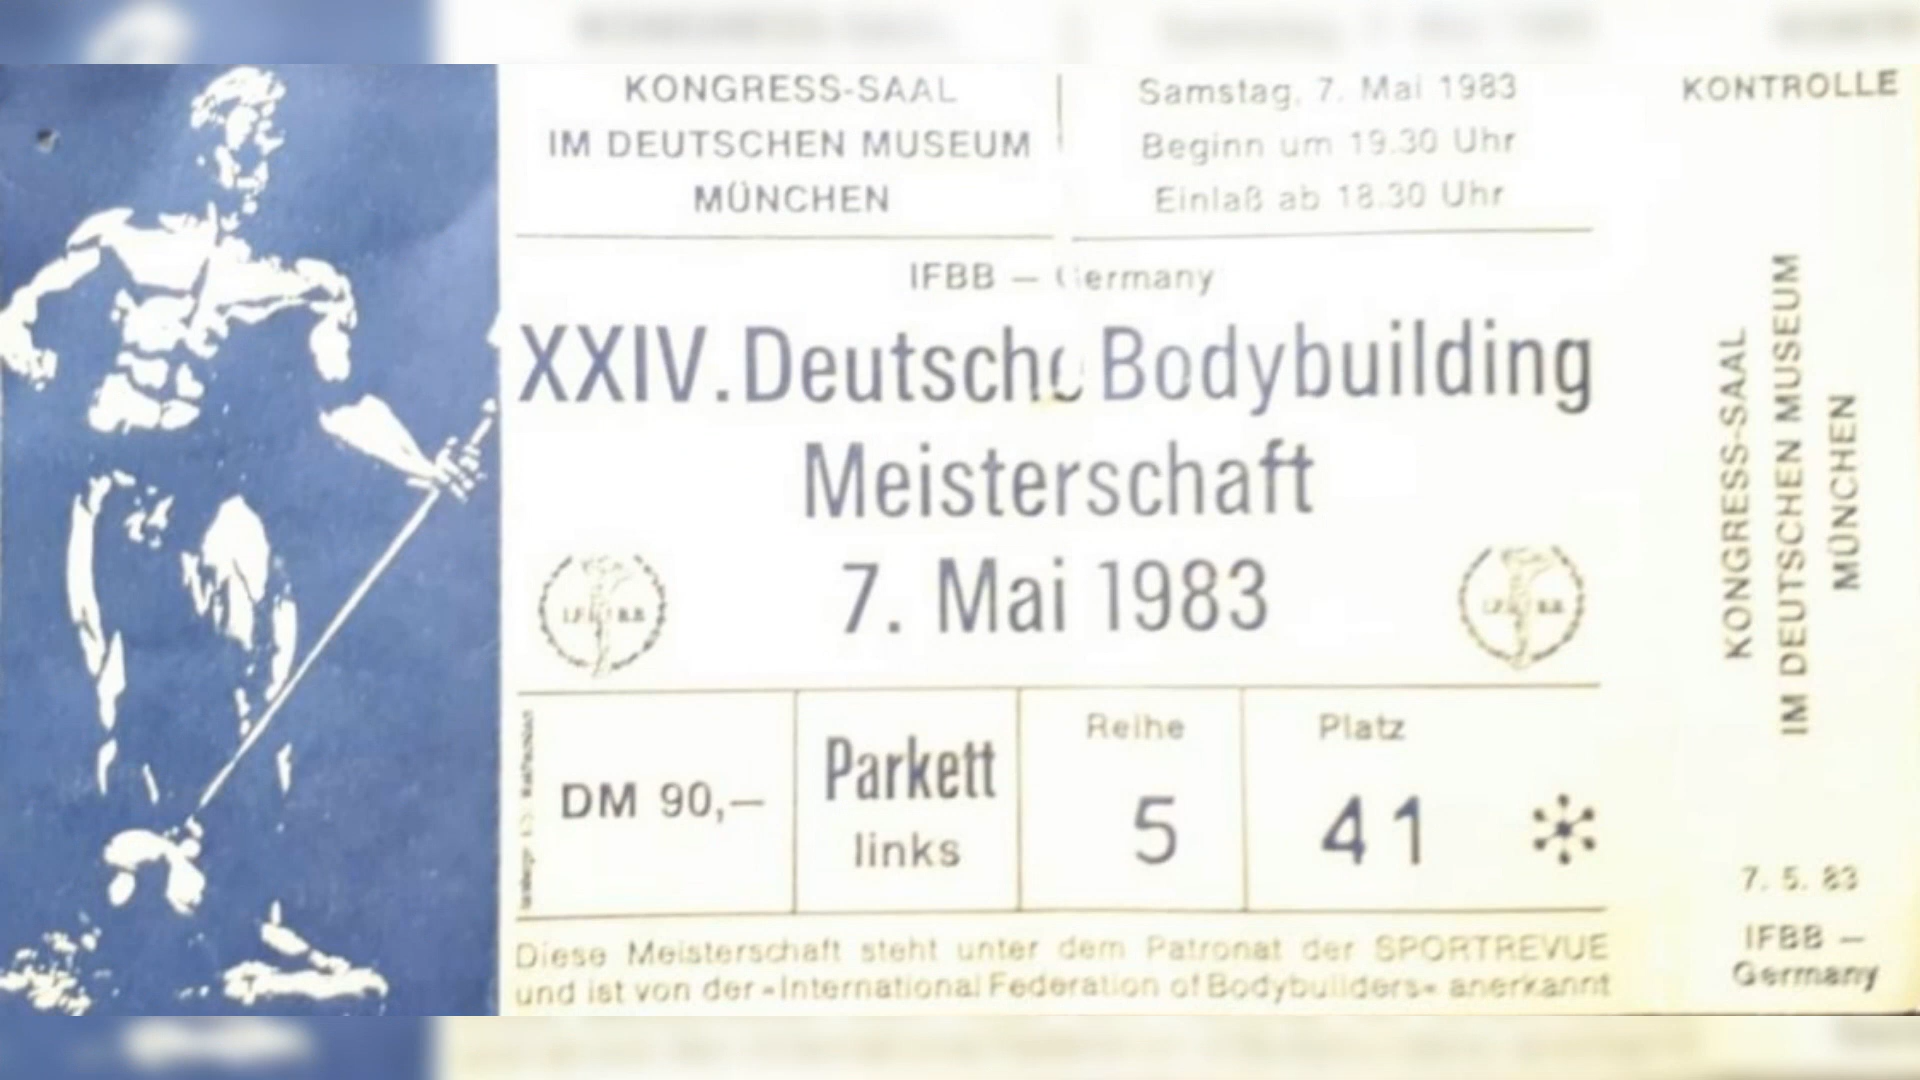 KONGRESS-SAAL
IM DEUTSCHEN MUSEUM
MÜNCHEN
Samstag, 7. Mai 1983
Beginn um 19.30 Uhr
Einlaß ab 18.30 Uhr
IFBB – Germany
XXIV. Deutsche Bodybuilding
Meisterschaft
7. Mai 1983
I.F. B.B.
I.F. B.B.
DM 90,–
Parkett
links
Reihe
5
Platz
41
Diese Meisterschaft steht unter dem Patronat der SPORTREVUE
und ist von der «International Federation of Bodybuilders» anerkannt
KONTROLLE
KONGRESS-SAAL
IM DEUTSCHEN MUSEUM
MÜNCHEN
7. 5. 83
IFBB –
Germany